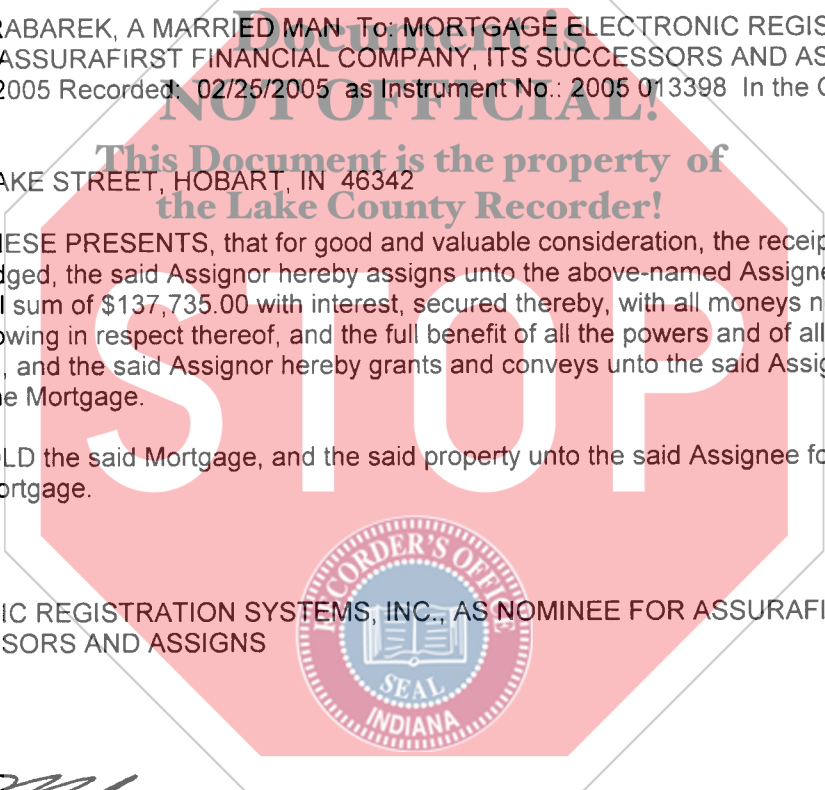 RABAREK, A MARRIED MAN To: MORTGAGE ELECTRONIC REGIS
Document is
ASSURAFIRST FINANCIAL COMPANY, ITS SUCCESSORS AND AS
2005 Recorded: 02/25/2005 as Instrument No.: 2005 013398 In the
NOT OFFICIAL!
This Document is the property of
AKE STREET, HOBART, IN 46342
the Lake County Recorder!
ESE PRESENTS, that for good and valuable consideration, the receip
dged, the said Assignor hereby assigns unto the above-named Assigne
l sum of $137,735.00 with interest, secured thereby, with all moneys n
owing in respect thereof, and the full benefit of all the powers and of all
, and the said Assignor hereby grants and conveys unto the said Assig
e Mortgage.
STOP
LD the said Mortgage, and the said property unto the said Assignee fo
ortgage.
RECORDER'S OFFICE
IC REGISTRATION SYSTEMS, INC., AS NOMINEE FOR ASSURAFI
SORS AND ASSIGNS
SEAL
INDIANA